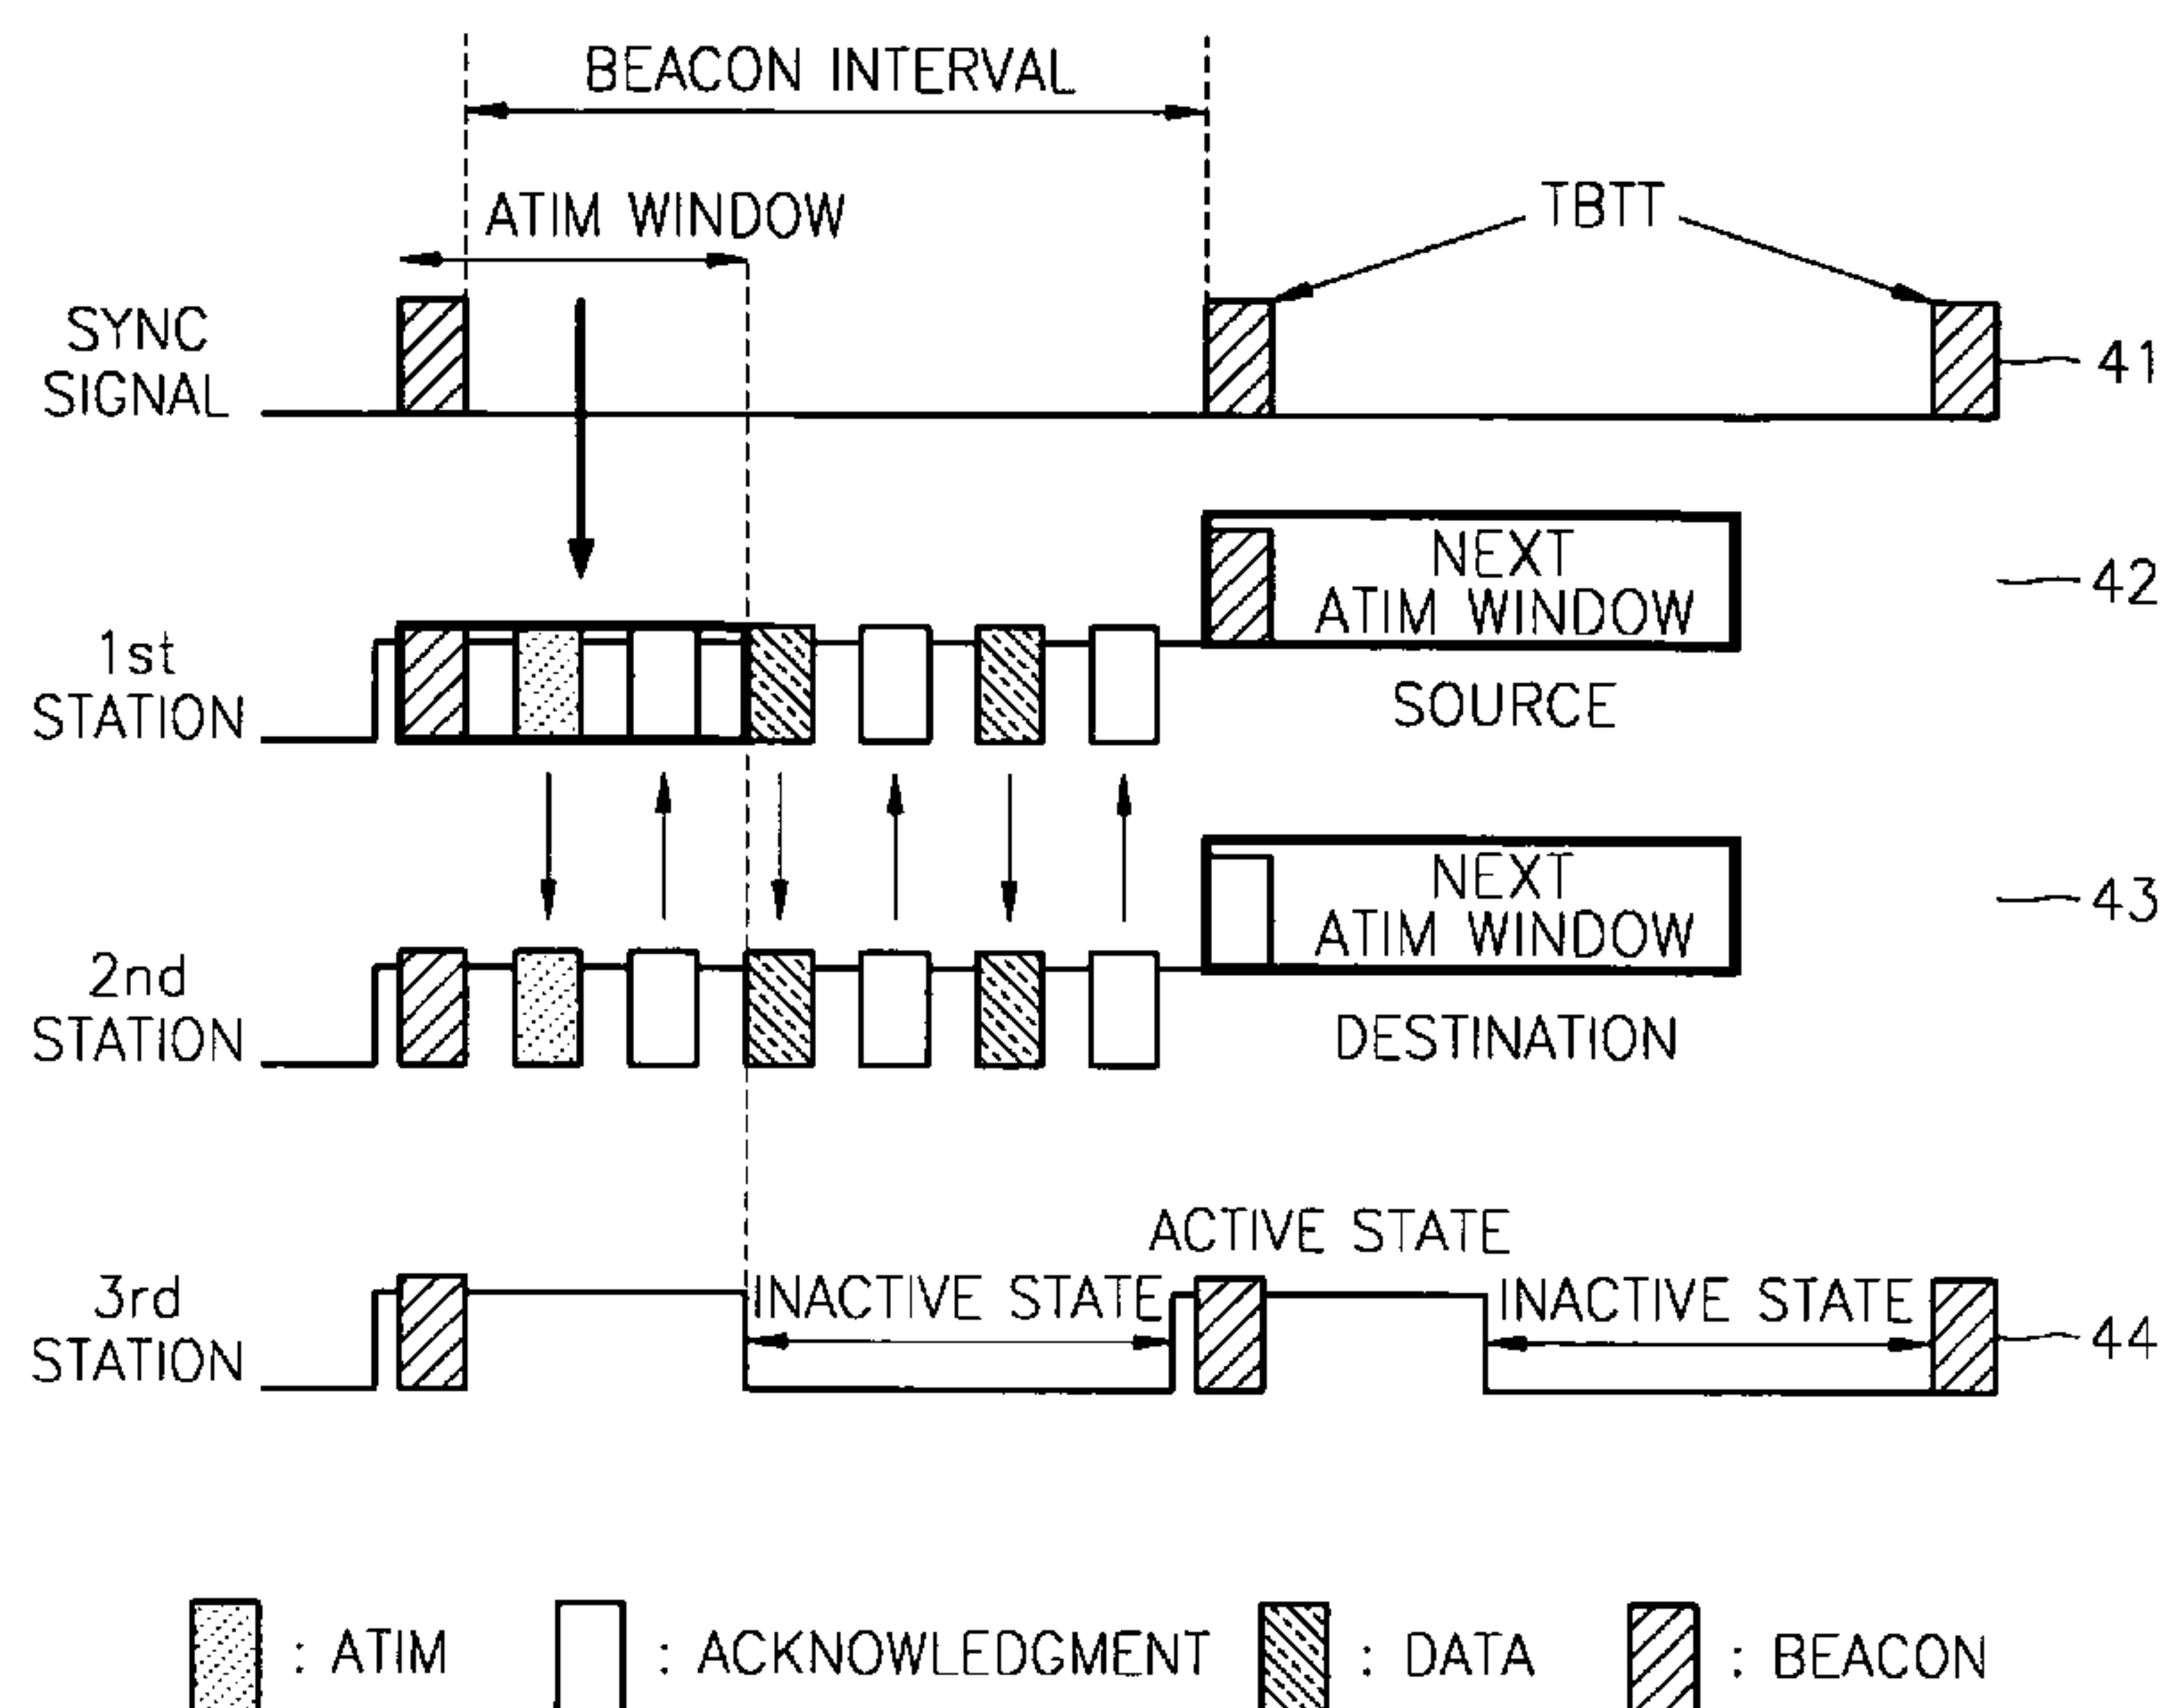 BEACON INTERVAL
ATIM WINDOW
TBTT
SYNC
SIGNAL
41
NEXT
ATIM WINDOW
42
1st
STATION
SOURCE
NEXT
ATIM WINDOW
43
2nd
STATION
DESTINATION
ACTIVE STATE
3rd
STATION
INACTIVE STATE
INACTIVE STATE
44
: ATIM
: ACKNOWLEDGMENT
: DATA
: BEACON